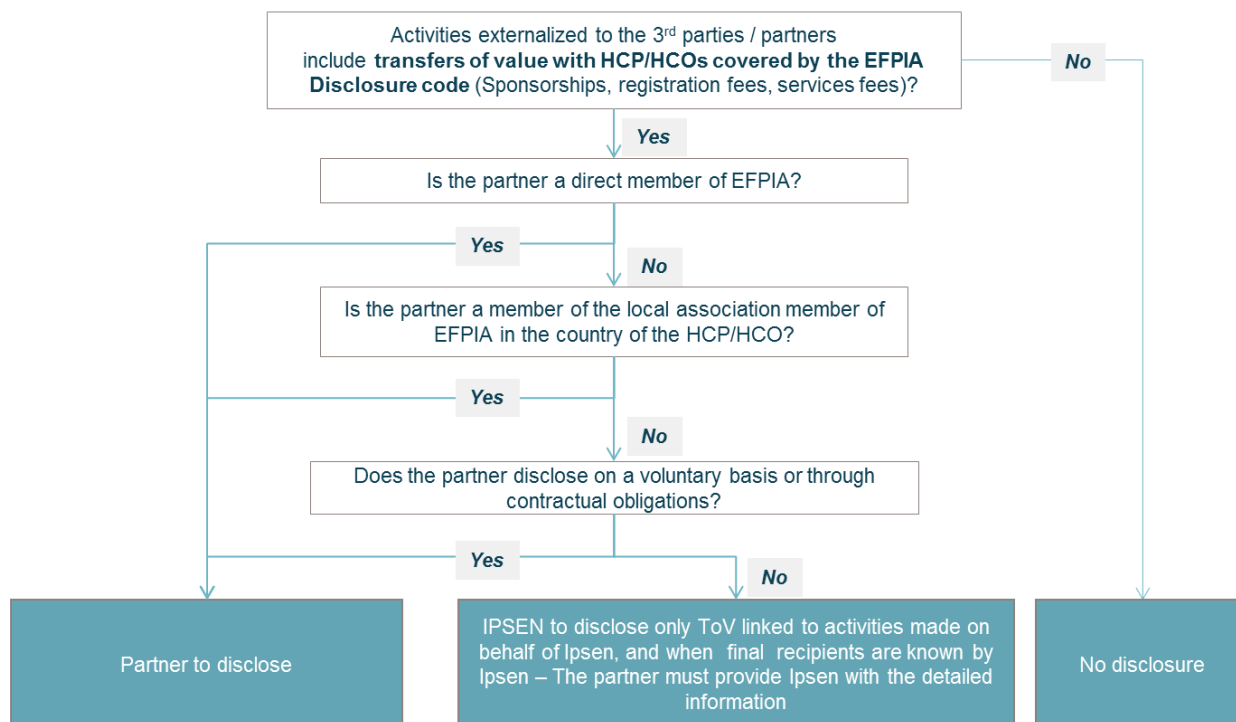 Activities externalized to the 3rd parties / partners
include transfers of value with HCP/HCOs covered by the EFPIA
Disclosure code (Sponsorships, registration fees, services fees)?
No
Yes
Is the partner a direct member of EFPIA?
Yes
No
Is the partner a member of the local association member of
EFPIA in the country of the HCP/HCO?
Yes
No
Does the partner disclose on a voluntary basis or through
contractual obligations?
Yes
No
Partner to disclose
IPSEN to disclose only ToV linked to activities made on
behalf of Ipsen, and when final recipients are known by
Ipsen – The partner must provide Ipsen with the detailed
information
No disclosure